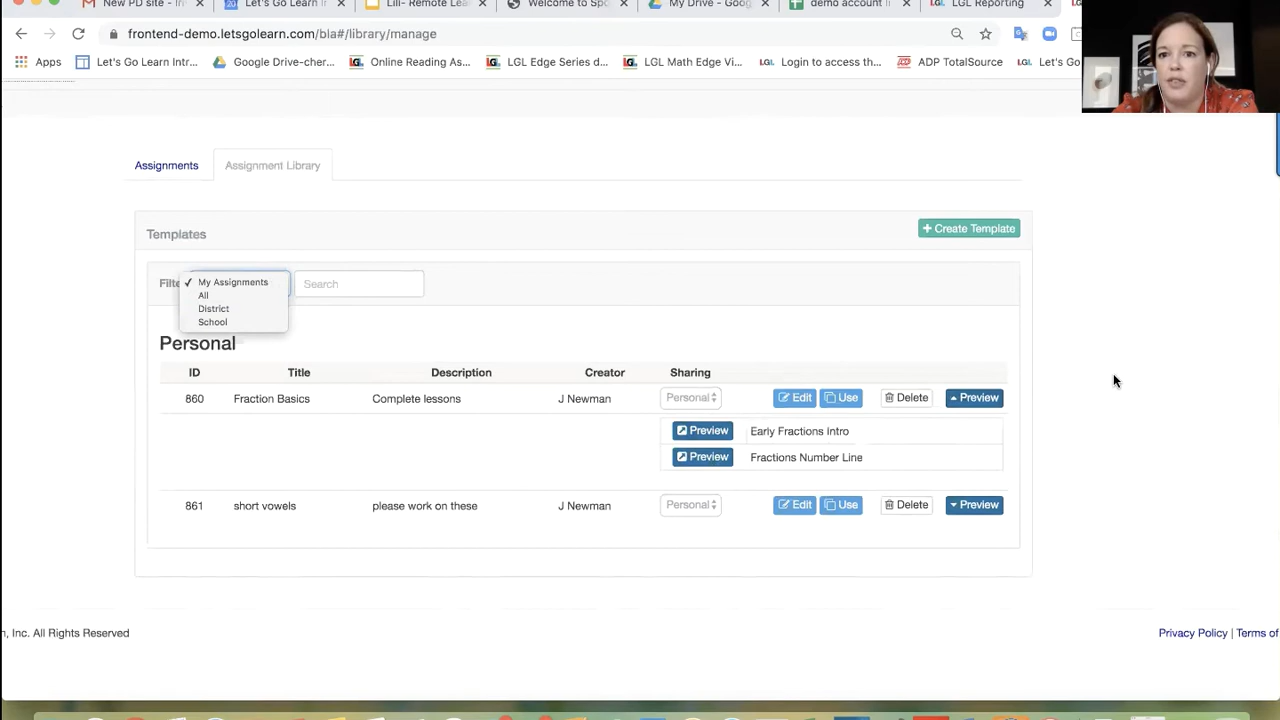 New PD site - Inv
Let's Go Learn I
Lill- Remote Lea
Welcome to Spo
My Drive - Goog
demo account li
LGL Reporting
frontend-demo.letsgolearn.com/bla#/library/manage
Apps
Let's Go Learn Intr...
Google Drive-cher...
Online Reading As...
LGL Edge Series d...
LGL Math Edge Vi...
Login to access th...
ADP TotalSource
Let's Go
Assignments
Assignment Library
Templates
+ Create Template
Filte
✓ My Assignments
All
District
School
Search
Personal
ID Title Description Creator Sharing
860 Fraction Basics Complete lessons J Newman Personal Edit Use Delete Preview
Preview Early Fractions Intro
Preview Fractions Number Line
861 short vowels please work on these J Newman Personal Edit Use Delete Preview
n, Inc. All Rights Reserved
Privacy Policy | Terms of